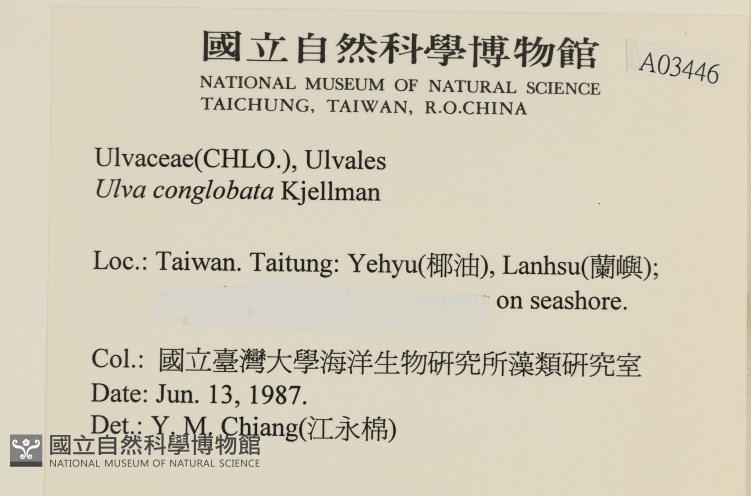 國立自然科學博物館
A03446
NATIONAL MUSEUM OF NATURAL SCIENCE
TAICHUNG, TAIWAN, R.O.CHINA
Ulvaceae(CHLO.), Ulvales
Ulva conglobata Kjellman
Loc.: Taiwan. Taitung: Yehyu(椰油), Lanhsu(蘭嶼);
on seashore.
Col.: 國立臺灣大學海洋生物研究所藻類研究室
Date: Jun. 13, 1987.
Det.: Y. M. Chiang(江永棉)
國立自然科學博物館
NATIONAL MUSEUM OF NATURAL SCIENCE